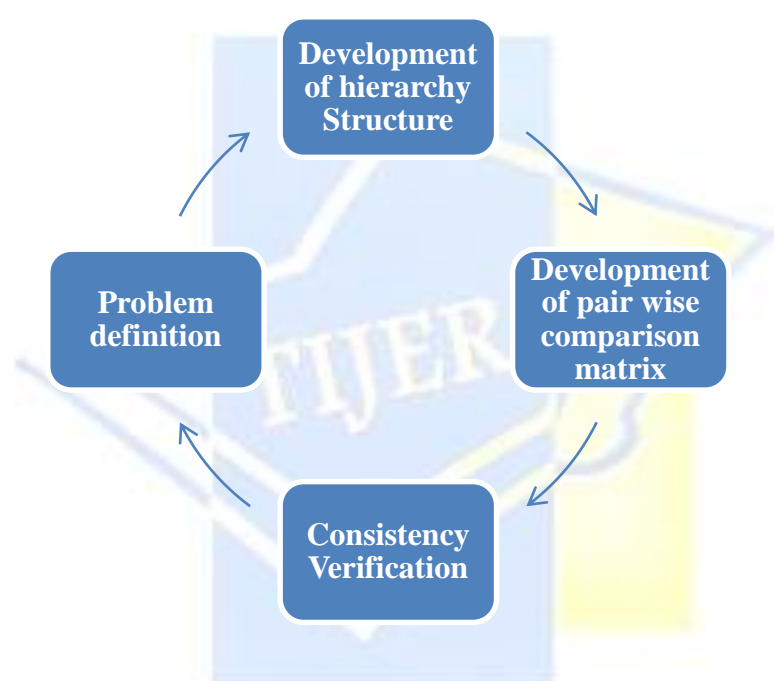 Development
of hierarchy
Structure
Problem
definition
Development
of pair wise
comparison
matrix
TIJER
Consistency
Verification